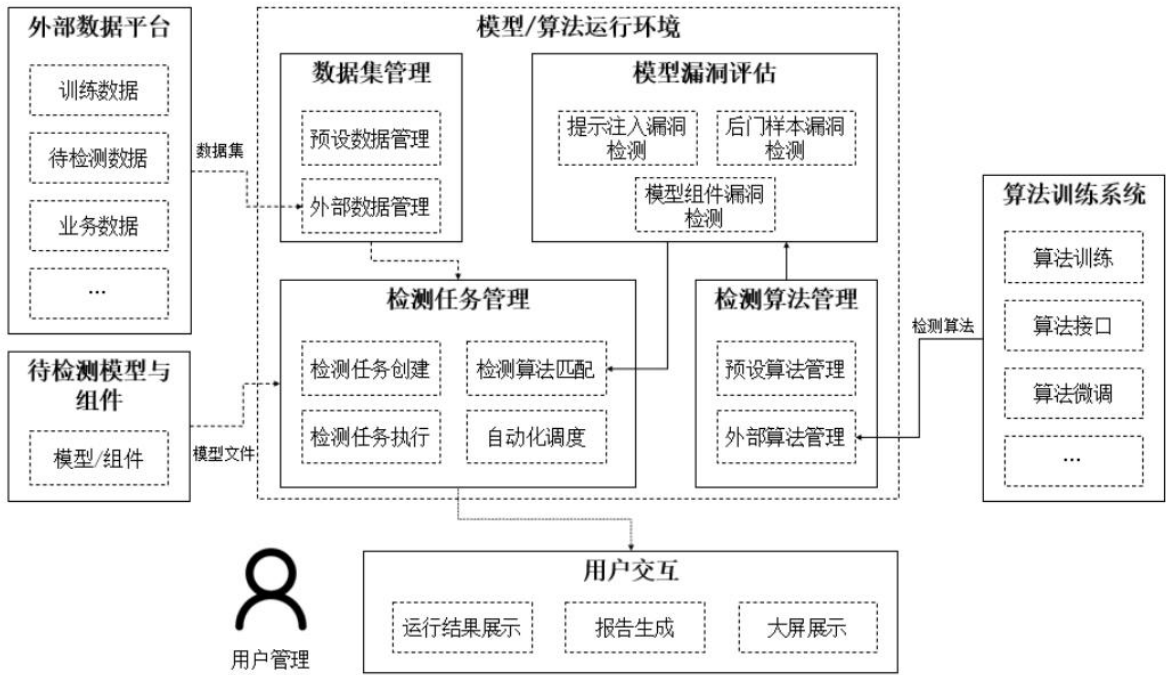 外部数据平台
训练数据
待检测数据
业务数据
...
数据集
待检测模型与
组件
模型/组件
模型文件
模型/算法运行环境
数据集管理
预设数据管理
外部数据管理
模型漏洞评估
提示注入漏洞
检测
后门样本漏洞
检测
模型组件漏洞
检测
检测任务管理
检测任务创建
检测算法匹配
检测任务执行
自动化调度
检测算法管理
预设算法管理
外部算法管理
检测算法
算法训练系统
算法训练
算法接口
算法微调
...
用户管理
用户交互
运行结果展示
报告生成
大屏展示